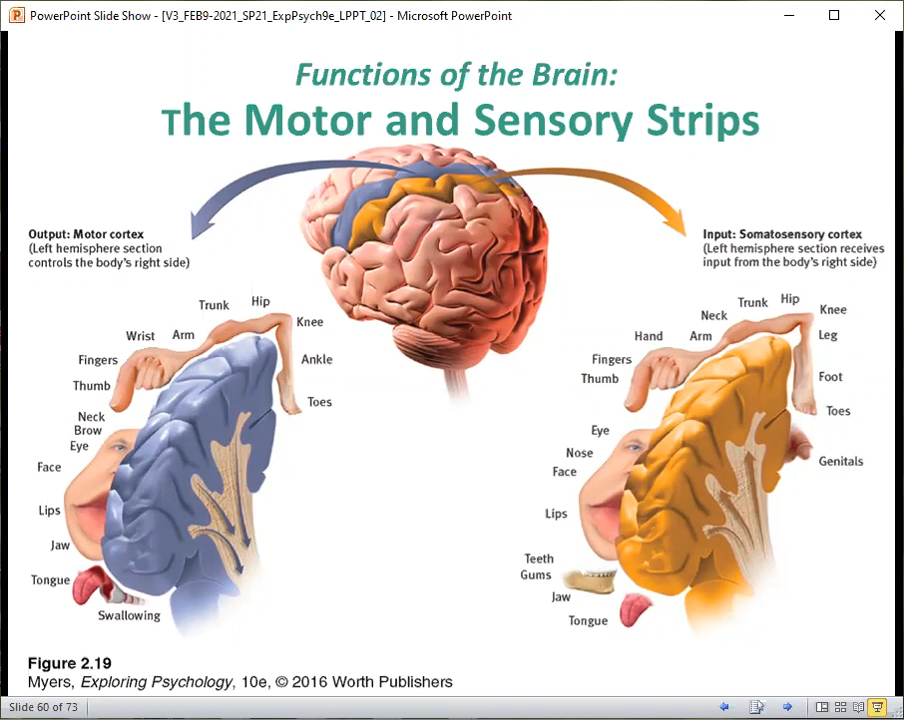 PowerPoint Slide Show - [V3_FEB9-2021_SP21_ExpPsych9e_LPPT_02] - Microsoft PowerPoint
Functions of the Brain:
The Motor and Sensory Strips
Output: Motor cortex
(Left hemisphere section
controls the body's right side)
Input: Somatosensory cortex
(Left hemisphere section receives
input from the body's right side)
Trunk
Hip
Knee
Wrist
Arm
Fingers
Ankle
Thumb
Toes
Neck
Brow
Eye
Face
Lips
Jaw
Tongue
Swallowing
Trunk
Hip
Neck
Knee
Hand
Arm
Leg
Fingers
Thumb
Foot
Toes
Eye
Nose
Genitals
Face
Lips
Teeth
Gums
Jaw
Tongue
Figure 2.19
Myers, Exploring Psychology, 10e, © 2016 Worth Publishers
Slide 60 of 73